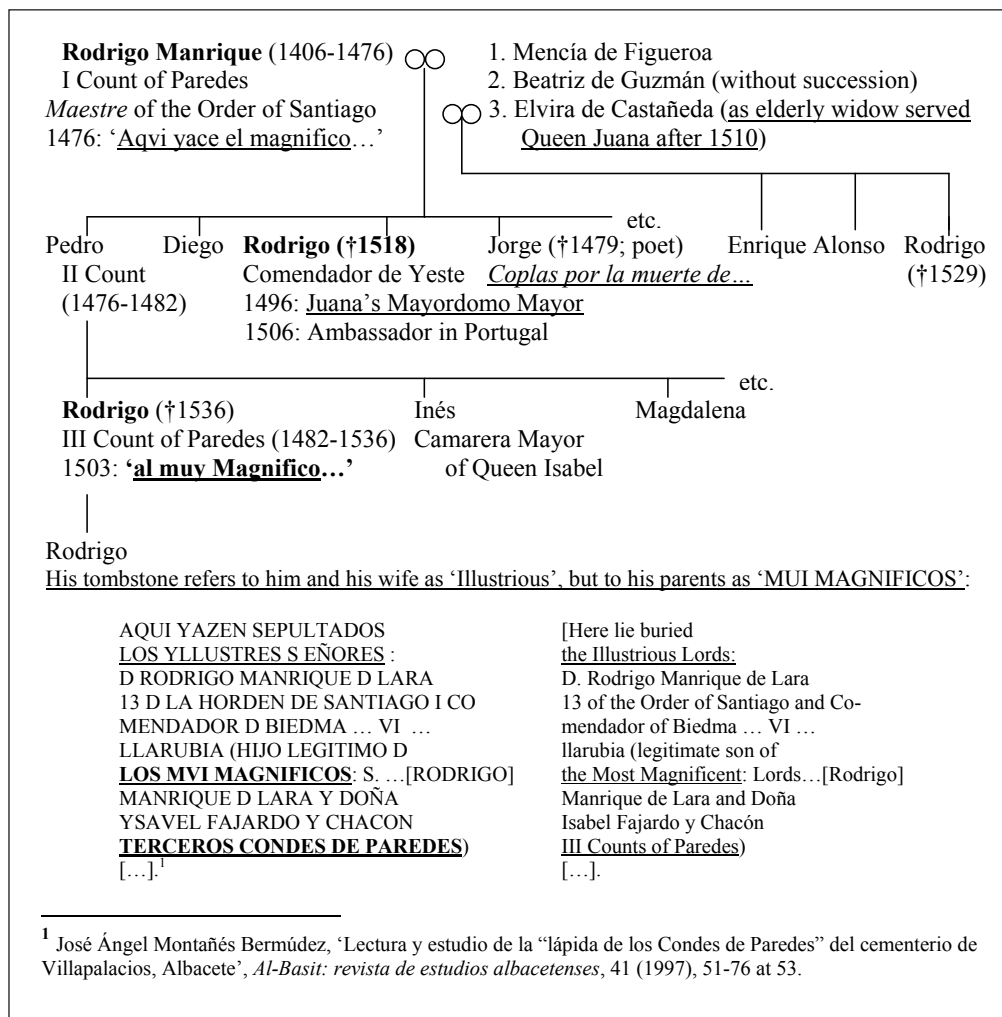 Rodrigo Manrique (1406-1476)
I Count of Paredes
Maestre of the Order of Santiago
1476: ‘Aqvi yace el magnifico…’
1. Mencía de Figueroa
2. Beatriz de Guzmán (without succession)
3. Elvira de Castañeda (as elderly widow served
Queen Juana after 1510)
etc.
Pedro
II Count
(1476-1482)
Diego
Rodrigo (†1518)
Comendador de Yeste
1496: Juana’s Mayordomo Mayor
1506: Ambassador in Portugal
Jorge (†1479; poet)
Coplas por la muerte de…
Enrique
Alonso
Rodrigo
(†1529)
etc.
Rodrigo (†1536)
III Count of Paredes (1482-1536)
1503: ‘al muy Magnifico…’
Inés
Camarera Mayor
of Queen Isabel
Magdalena
Rodrigo
His tombstone refers to him and his wife as ‘Illustrious’, but to his parents as ‘MUI MAGNIFICOS’:
AQUI YAZEN SEPULTADOS
LOS YLLUSTRES S EÑORES :
D RODRIGO MANRIQUE D LARA
13 D LA HORDEN DE SANTIAGO I CO
MENDADOR D BIEDMA … VI …
LLARUBIA (HIJO LEGITIMO D
LOS MVI MAGNIFICOS: S. …[RODRIGO]
MANRIQUE D LARA Y DOÑA
YSAVEL FAJARDO Y CHACON
TERCEROS CONDES DE PAREDES)
[…].1
[Here lie buried
the Illustrious Lords:
D. Rodrigo Manrique de Lara
13 of the Order of Santiago and Co-
mendador of Biedma … VI …
llarubia (legitimate son of
the Most Magnificent: Lords…[Rodrigo]
Manrique de Lara and Doña
Isabel Fajardo y Chacón
III Counts of Paredes)
[…].
1 José Ángel Montañés Bermúdez, ‘Lectura y estudio de la “lápida de los Condes de Paredes” del cementerio de
Villapalacios, Albacete’, Al-Basit: revista de estudios albacetenses, 41 (1997), 51-76 at 53.